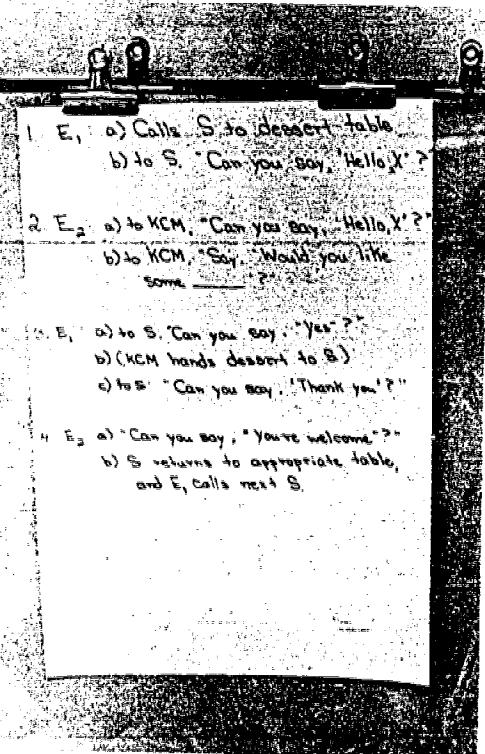 1. E₁ a) Calls S to dessert table
b) to S, "Can you say, 'Hello, X'?"
2. E₂ a) to KCM, "Can you say, 'Hello, X'?"
b) to KCM, "Say, 'Would you like
some ____'?"
3. E₁ a) to S. "Can you say, "Yes"?"
b) (KCM hands dessert to S)
c) to S "Can you say, 'Thank you'?"
4 E₂ a) "Can you say, "You're welcome"?"
b) S returns to appropriate table,
and E₁ calls next S.